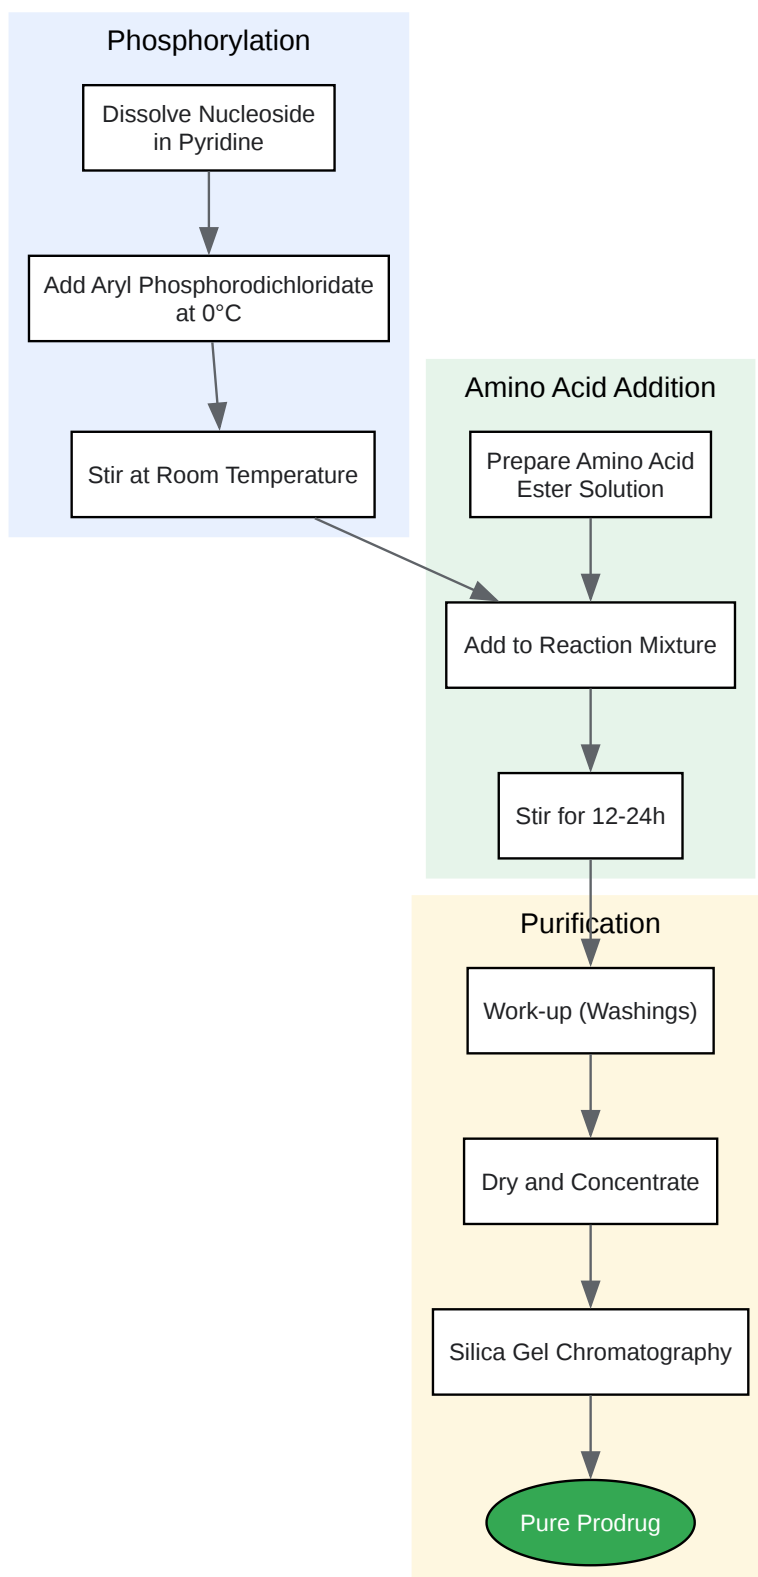 Phosphorylation
Dissolve Nucleoside
in Pyridine
Add Aryl Phosphorodichloridate
at 0°C
Stir at Room Temperature
Amino Acid Addition
Prepare Amino Acid
Ester Solution
Add to Reaction Mixture
Stir for 12-24h
Purification
Work-up (Washings)
Dry and Concentrate
Silica Gel Chromatography
Pure Prodrug